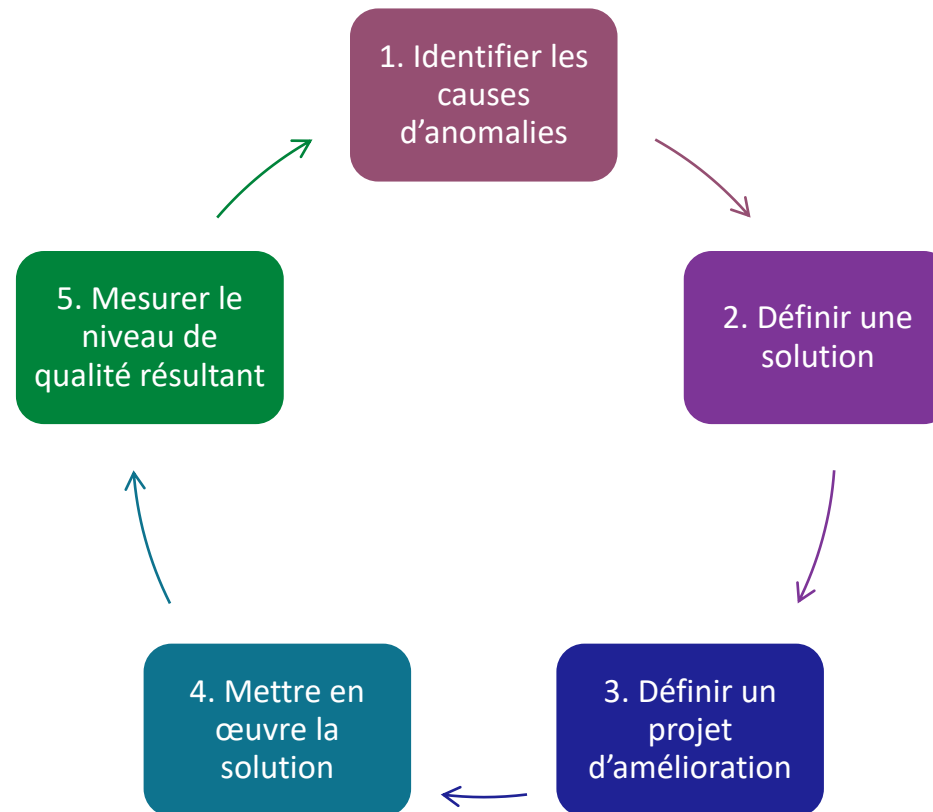 1. Identifier les
causes
d’anomalies
2. Définir une
solution
3. Définir un
projet
d’amélioration
4. Mettre en
œuvre la
solution
5. Mesurer le
niveau de
qualité résultant